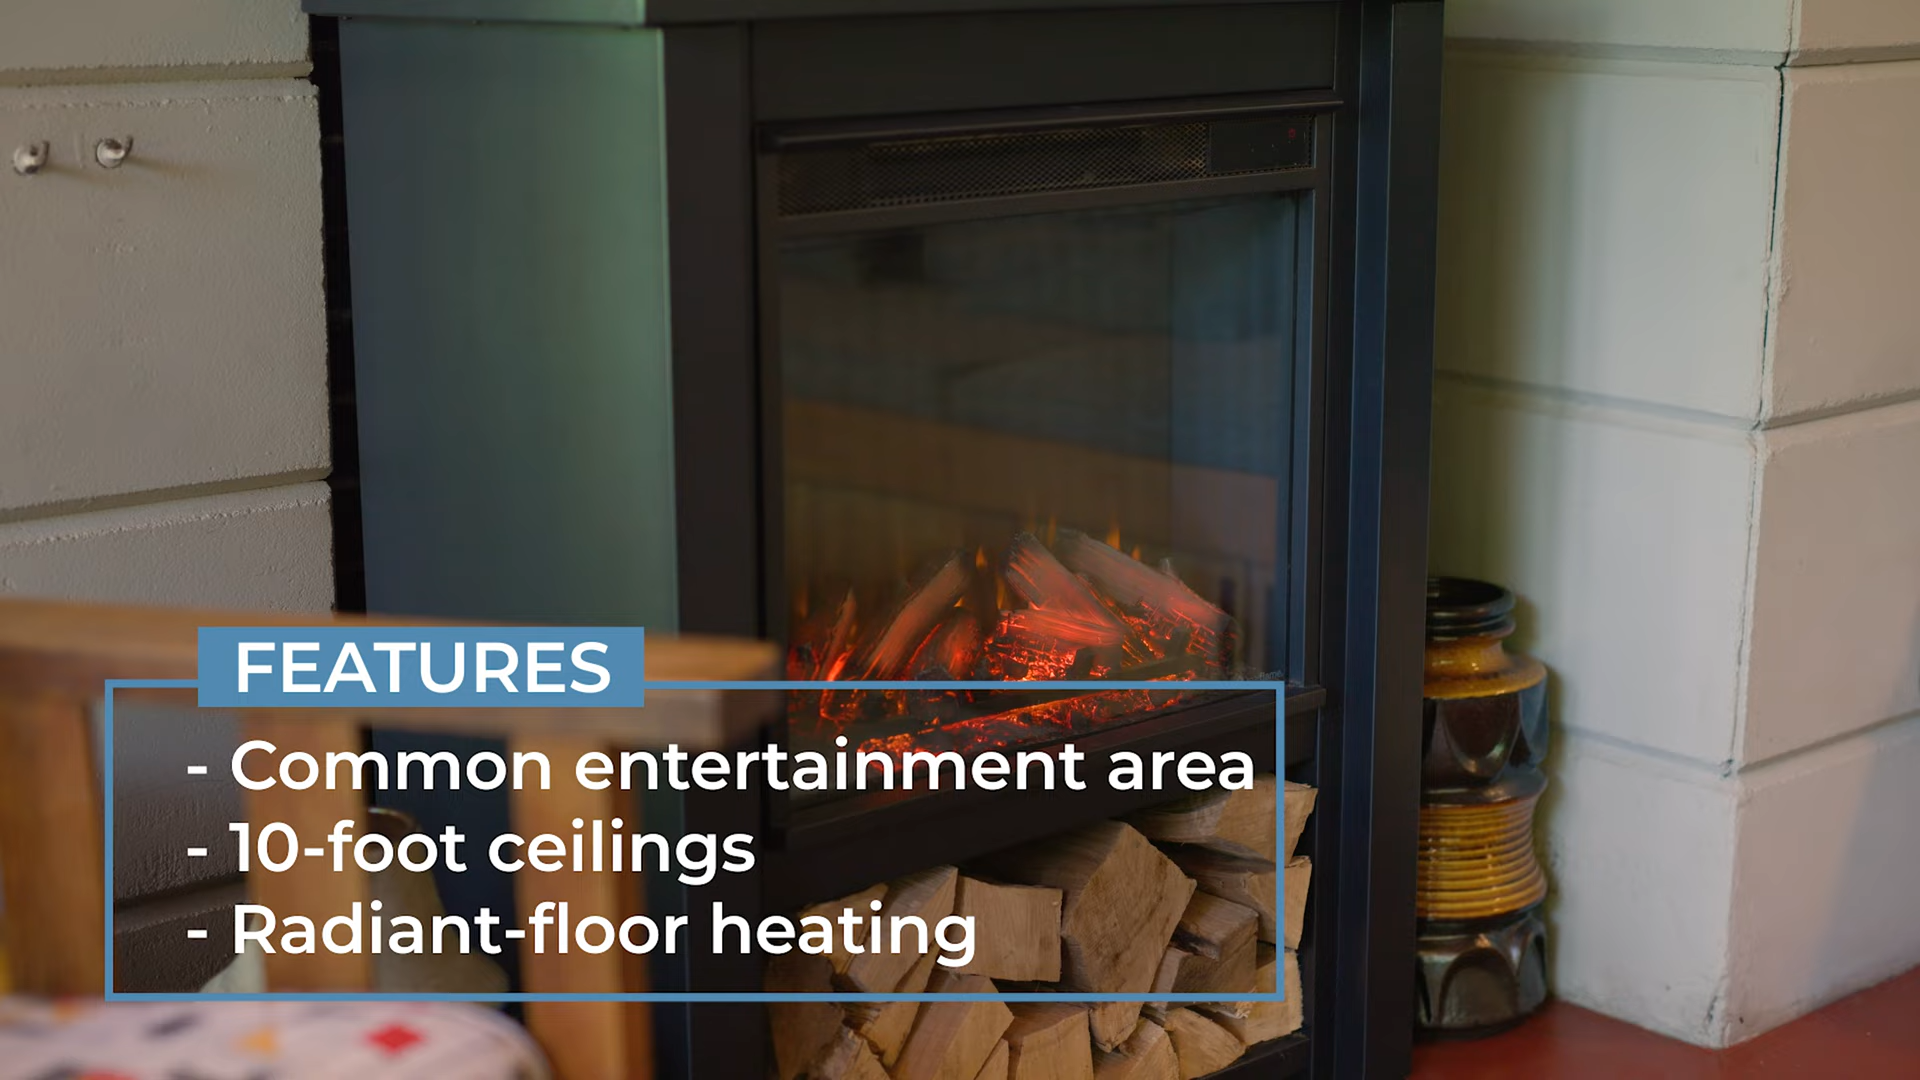 FEATURES
- Common entertainment area
- 10-foot ceilings
- Radiant-floor heating